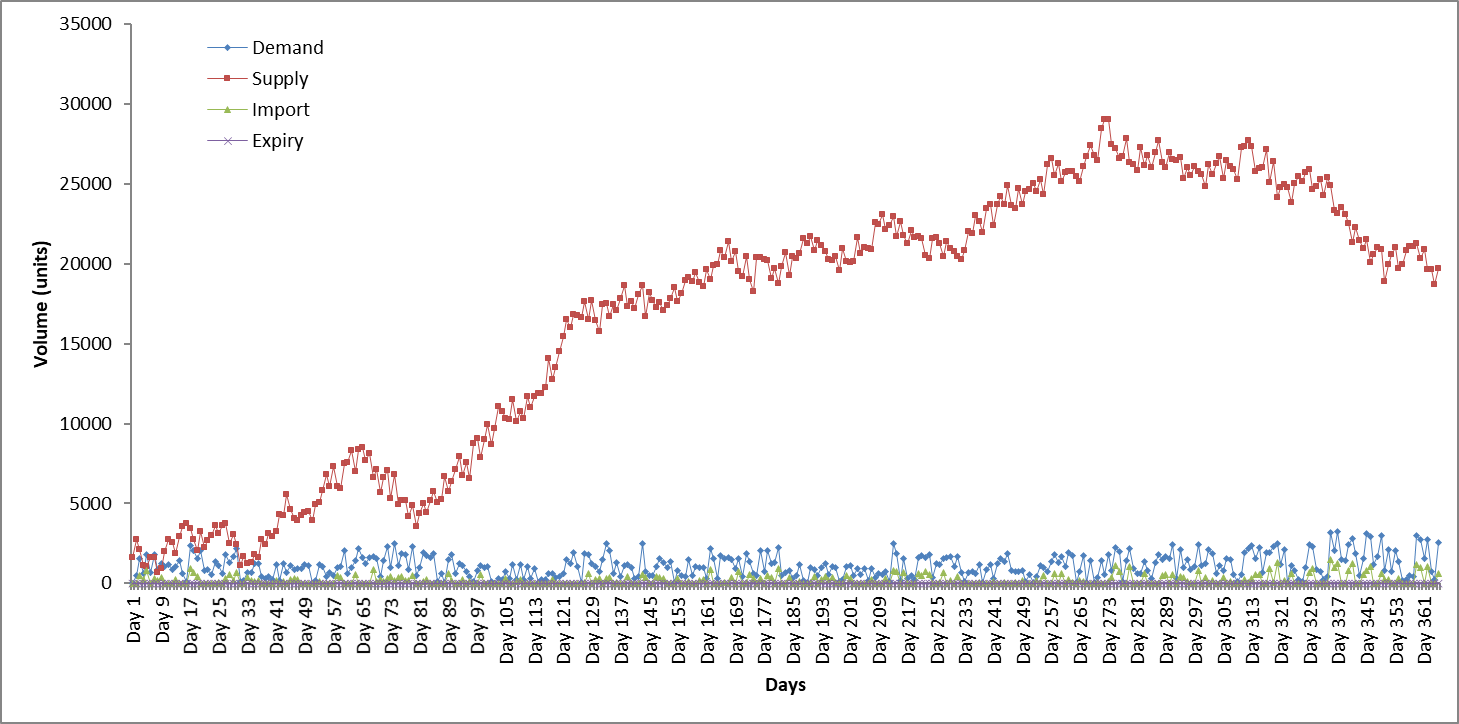 35000
30000
25000
20000
15000
10000
5000
0
Volume (units)
Demand
Supply
Import
Expiry
Day 1
Day 9
Day 17
Day 25
Day 33
Day 41
Day 49
Day 57
Day 65
Day 73
Day 81
Day 89
Day 97
Day 105
Day 113
Day 121
Day 129
Day 137
Day 145
Day 153
Day 161
Day 169
Day 177
Day 185
Day 193
Day 201
Day 209
Day 217
Day 225
Day 233
Day 241
Day 249
Day 257
Day 265
Day 273
Day 281
Day 289
Day 297
Day 305
Day 313
Day 321
Day 329
Day 337
Day 345
Day 353
Day 361
Days